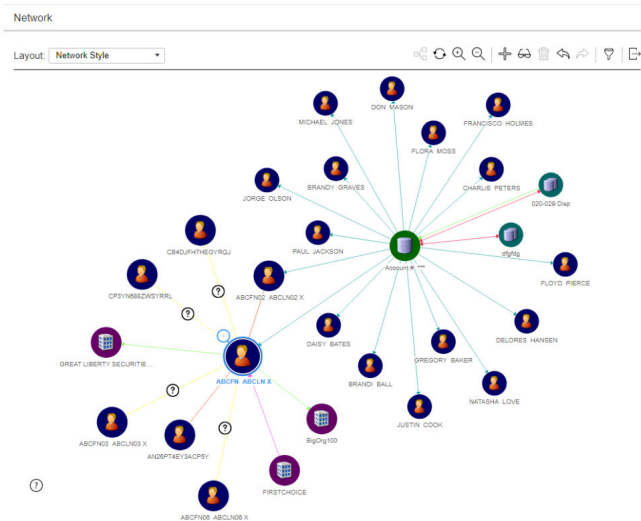 Network
Layout: Network Style
DON MASON
MICHAEL JONES
FRANCISCO HOLMES
FLORA MOSS
BRANDY GRAVES
CHARLIE PETERS
JORGE OLSON
020-029 Disp
CB4DJFH7HEGYRQJ
PAUL JACKSON
dfgfdg
Account #: ***
CP3YN688ZWSYRRL
ABCFN02 ABCLN02 X
FLOYD PIERCE
?
?
DAISY BATES
DELORES HANSEN
GREGORY BAKER
GREAT LIBERTY SECURITIE...
ABCFN ABCLN X
BRANDI BALL
?
NATASHA LOVE
JUSTIN COOK
?
ABCFN03 ABCLN03 X
BigOrg100
AN26PT4EY3ACP5Y
?
FIRSTCHOICE
ABCFN06 ABCLN06 X